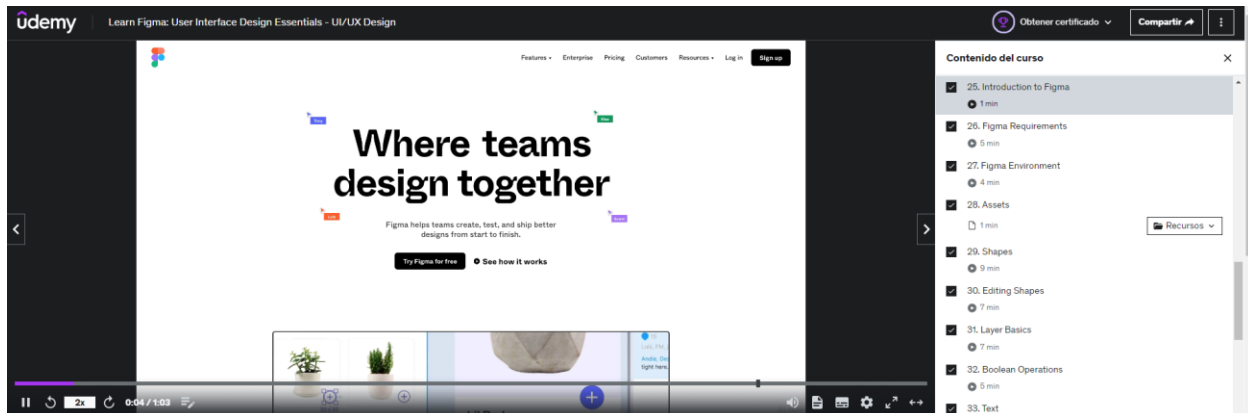 ûdemy
Learn Figma: User Interface Design Essentials - UI/UX Design
Obtener certificado
Compartir
Features
Enterprise
Pricing
Customers
Resources
Log in
Sign up
Where teams
design together
Figma helps teams create, test, and ship better
designs from start to finish.
Try Figma for free
See how it works
2x
0:04 / 1:03
Contenido del curso
25. Introduction to Figma
1 min
26. Figma Requirements
5 min
27. Figma Environment
4 min
28. Assets
1 min
Recursos
29. Shapes
9 min
30. Editing Shapes
7 min
31. Layer Basics
7 min
32. Boolean Operations
5 min
33. Text